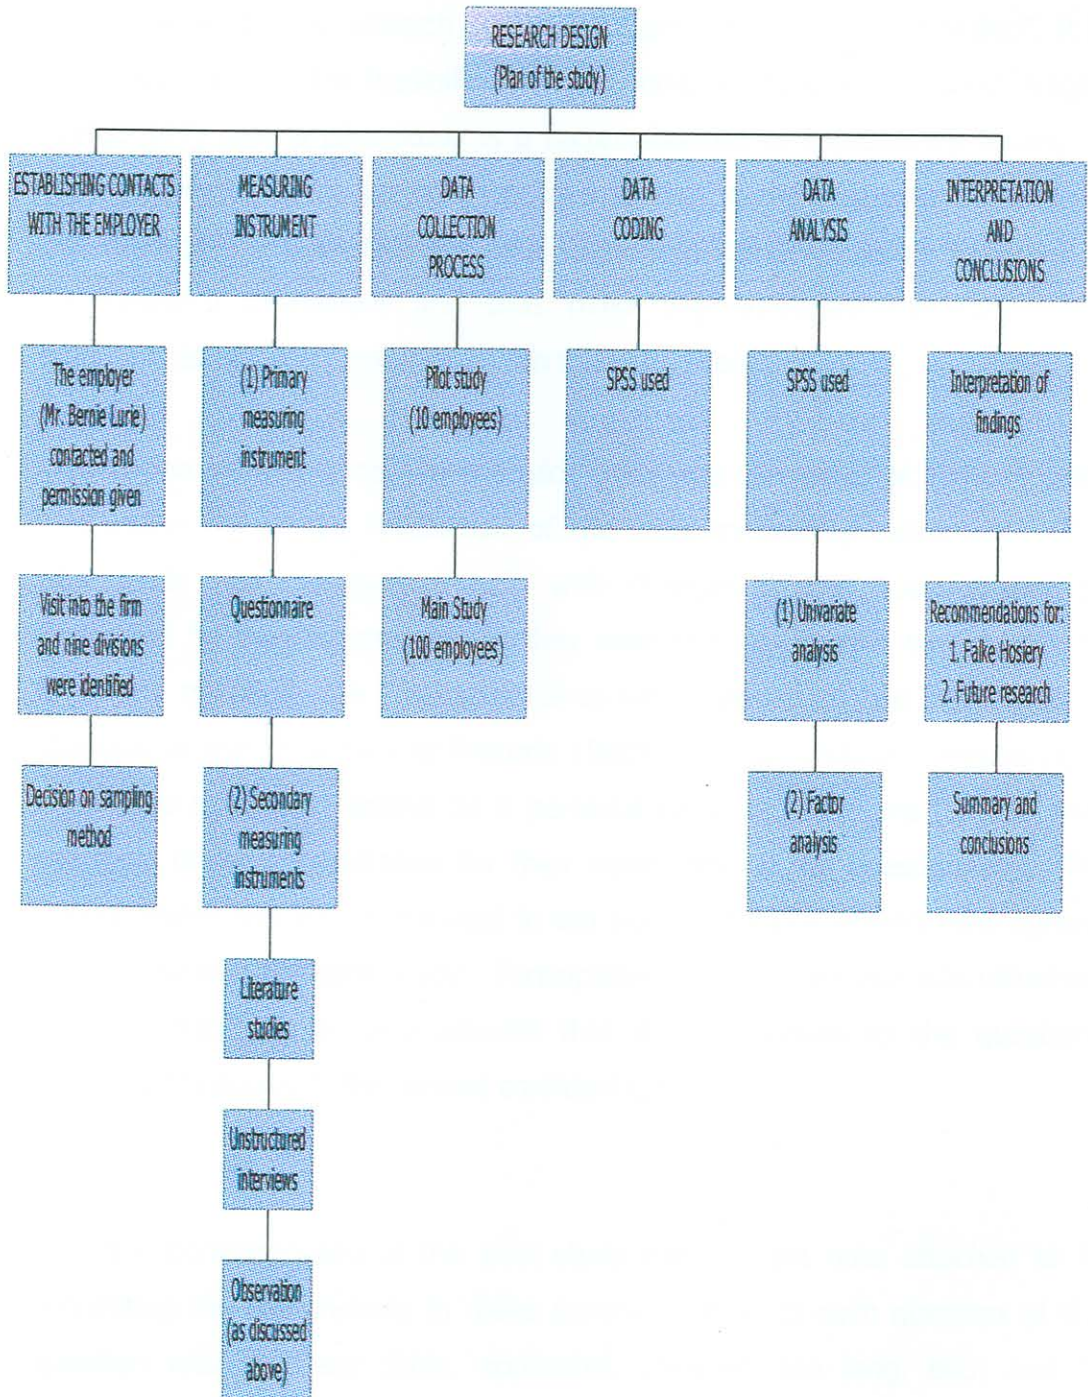 RESEARCH DESIGN
(Plan of the study)
ESTABLISHING CONTACTS
WITH THE EMPLOYER
The employer
(Mr. Bernie Lurie)
contacted and
permission given
Visit into the firm
and nine divisions
were identified
Decision on sampling
method
MEASURING
INSTRUMENT
(1) Primary
measuring
instrument
Questionnaire
(2) Secondary
measuring
instruments
Literature
studies
Unstructured
interviews
Observation
(as discussed
above)
DATA
COLLECTION
PROCESS
Pilot study
(10 employees)
Main Study
(100 employees)
DATA
CODING
SPSS used
DATA
ANALYSIS
SPSS used
(1) Univariate
analysis
(2) Factor
analysis
INTERPRETATION
AND
CONCLUSIONS
Interpretation of
findings
Recommendations for:
1. Falke Hosiery
2. Future research
Summary and
conclusions